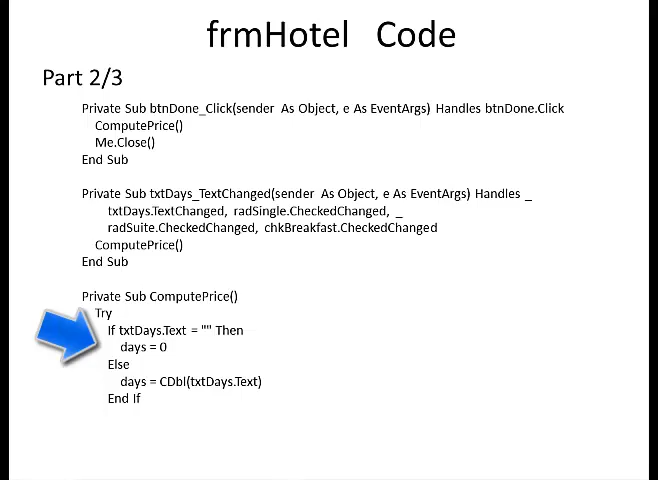 frmHotel Code
Part 2/3
Private Sub btnDone_Click(sender As Object, e As EventArgs) Handles btnDone.Click
ComputePrice()
Me.Close()
End Sub
Private Sub txtDays_TextChanged(sender As Object, e As EventArgs) Handles _
txtDays.TextChanged, radSingle.CheckedChanged, _
radSuite.CheckedChanged, chkBreakfast.CheckedChanged
ComputePrice()
End Sub
Private Sub ComputePrice()
Try
If txtDays.Text = "" Then
days = 0
Else
days = CDbl(txtDays.Text)
End If